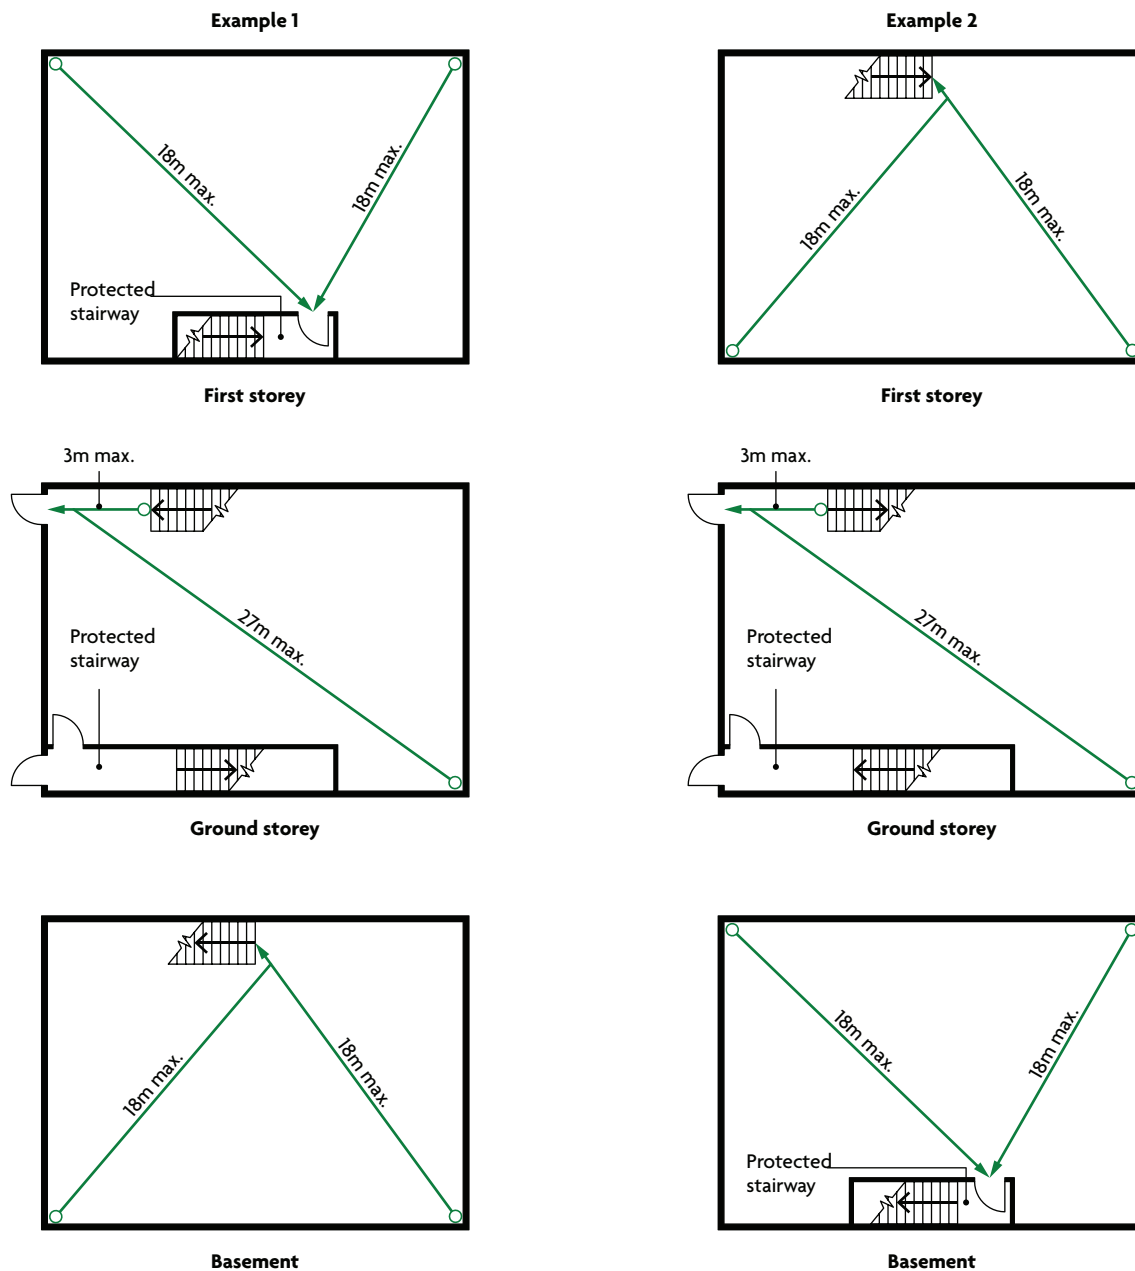 Example 1
Example 2
18m max.
18m max.
Protected
stairway
First storey
18m max.
18m max.
First storey
3m max.
27m max.
Protected
stairway
Ground storey
3m max.
27m max.
Protected
stairway
Ground storey
18m max.
18m max.
Basement
18m max.
18m max.
Protected
stairway
Basement